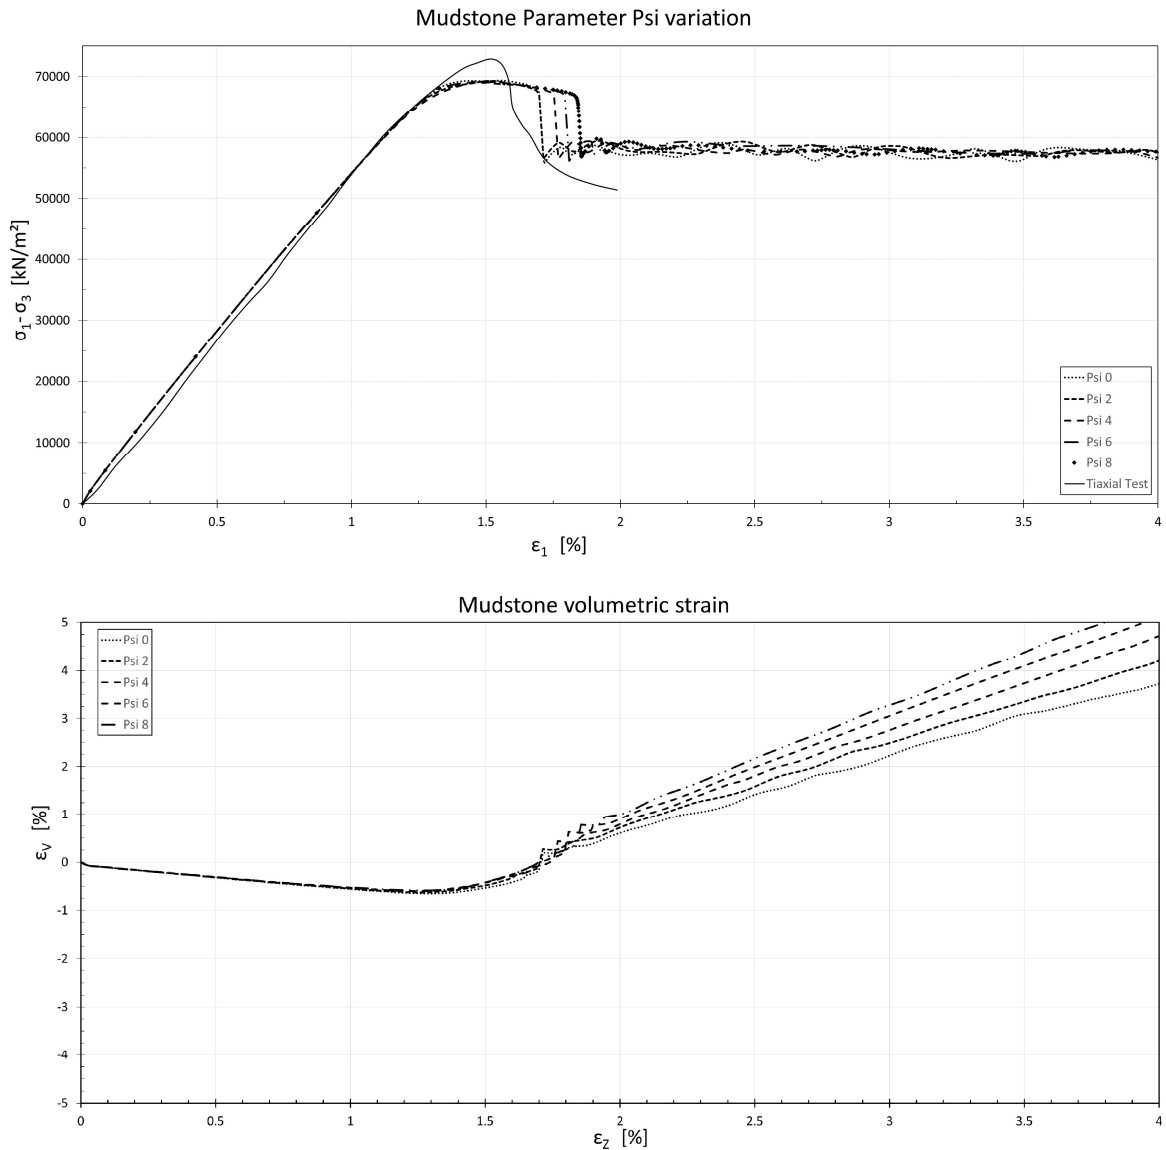 Mudstone Parameter Psi variation
70000
60000
50000
40000
30000
20000
10000
0
σ₁- σ₃ [kN/m²]
Psi 0
Psi 2
Psi 4
Psi 6
Psi 8
Tiaxial Test
0 0.5 1 1.5 2 2.5 3 3.5 4
ε₁ [%]
Mudstone volumetric strain
5
4
3
2
1
0
-1
-2
-3
-4
-5
εV [%]
Psi 0
Psi 2
Psi 4
Psi 6
Psi 8
0 0.5 1 1.5 2 2.5 3 3.5 4
εZ [%]